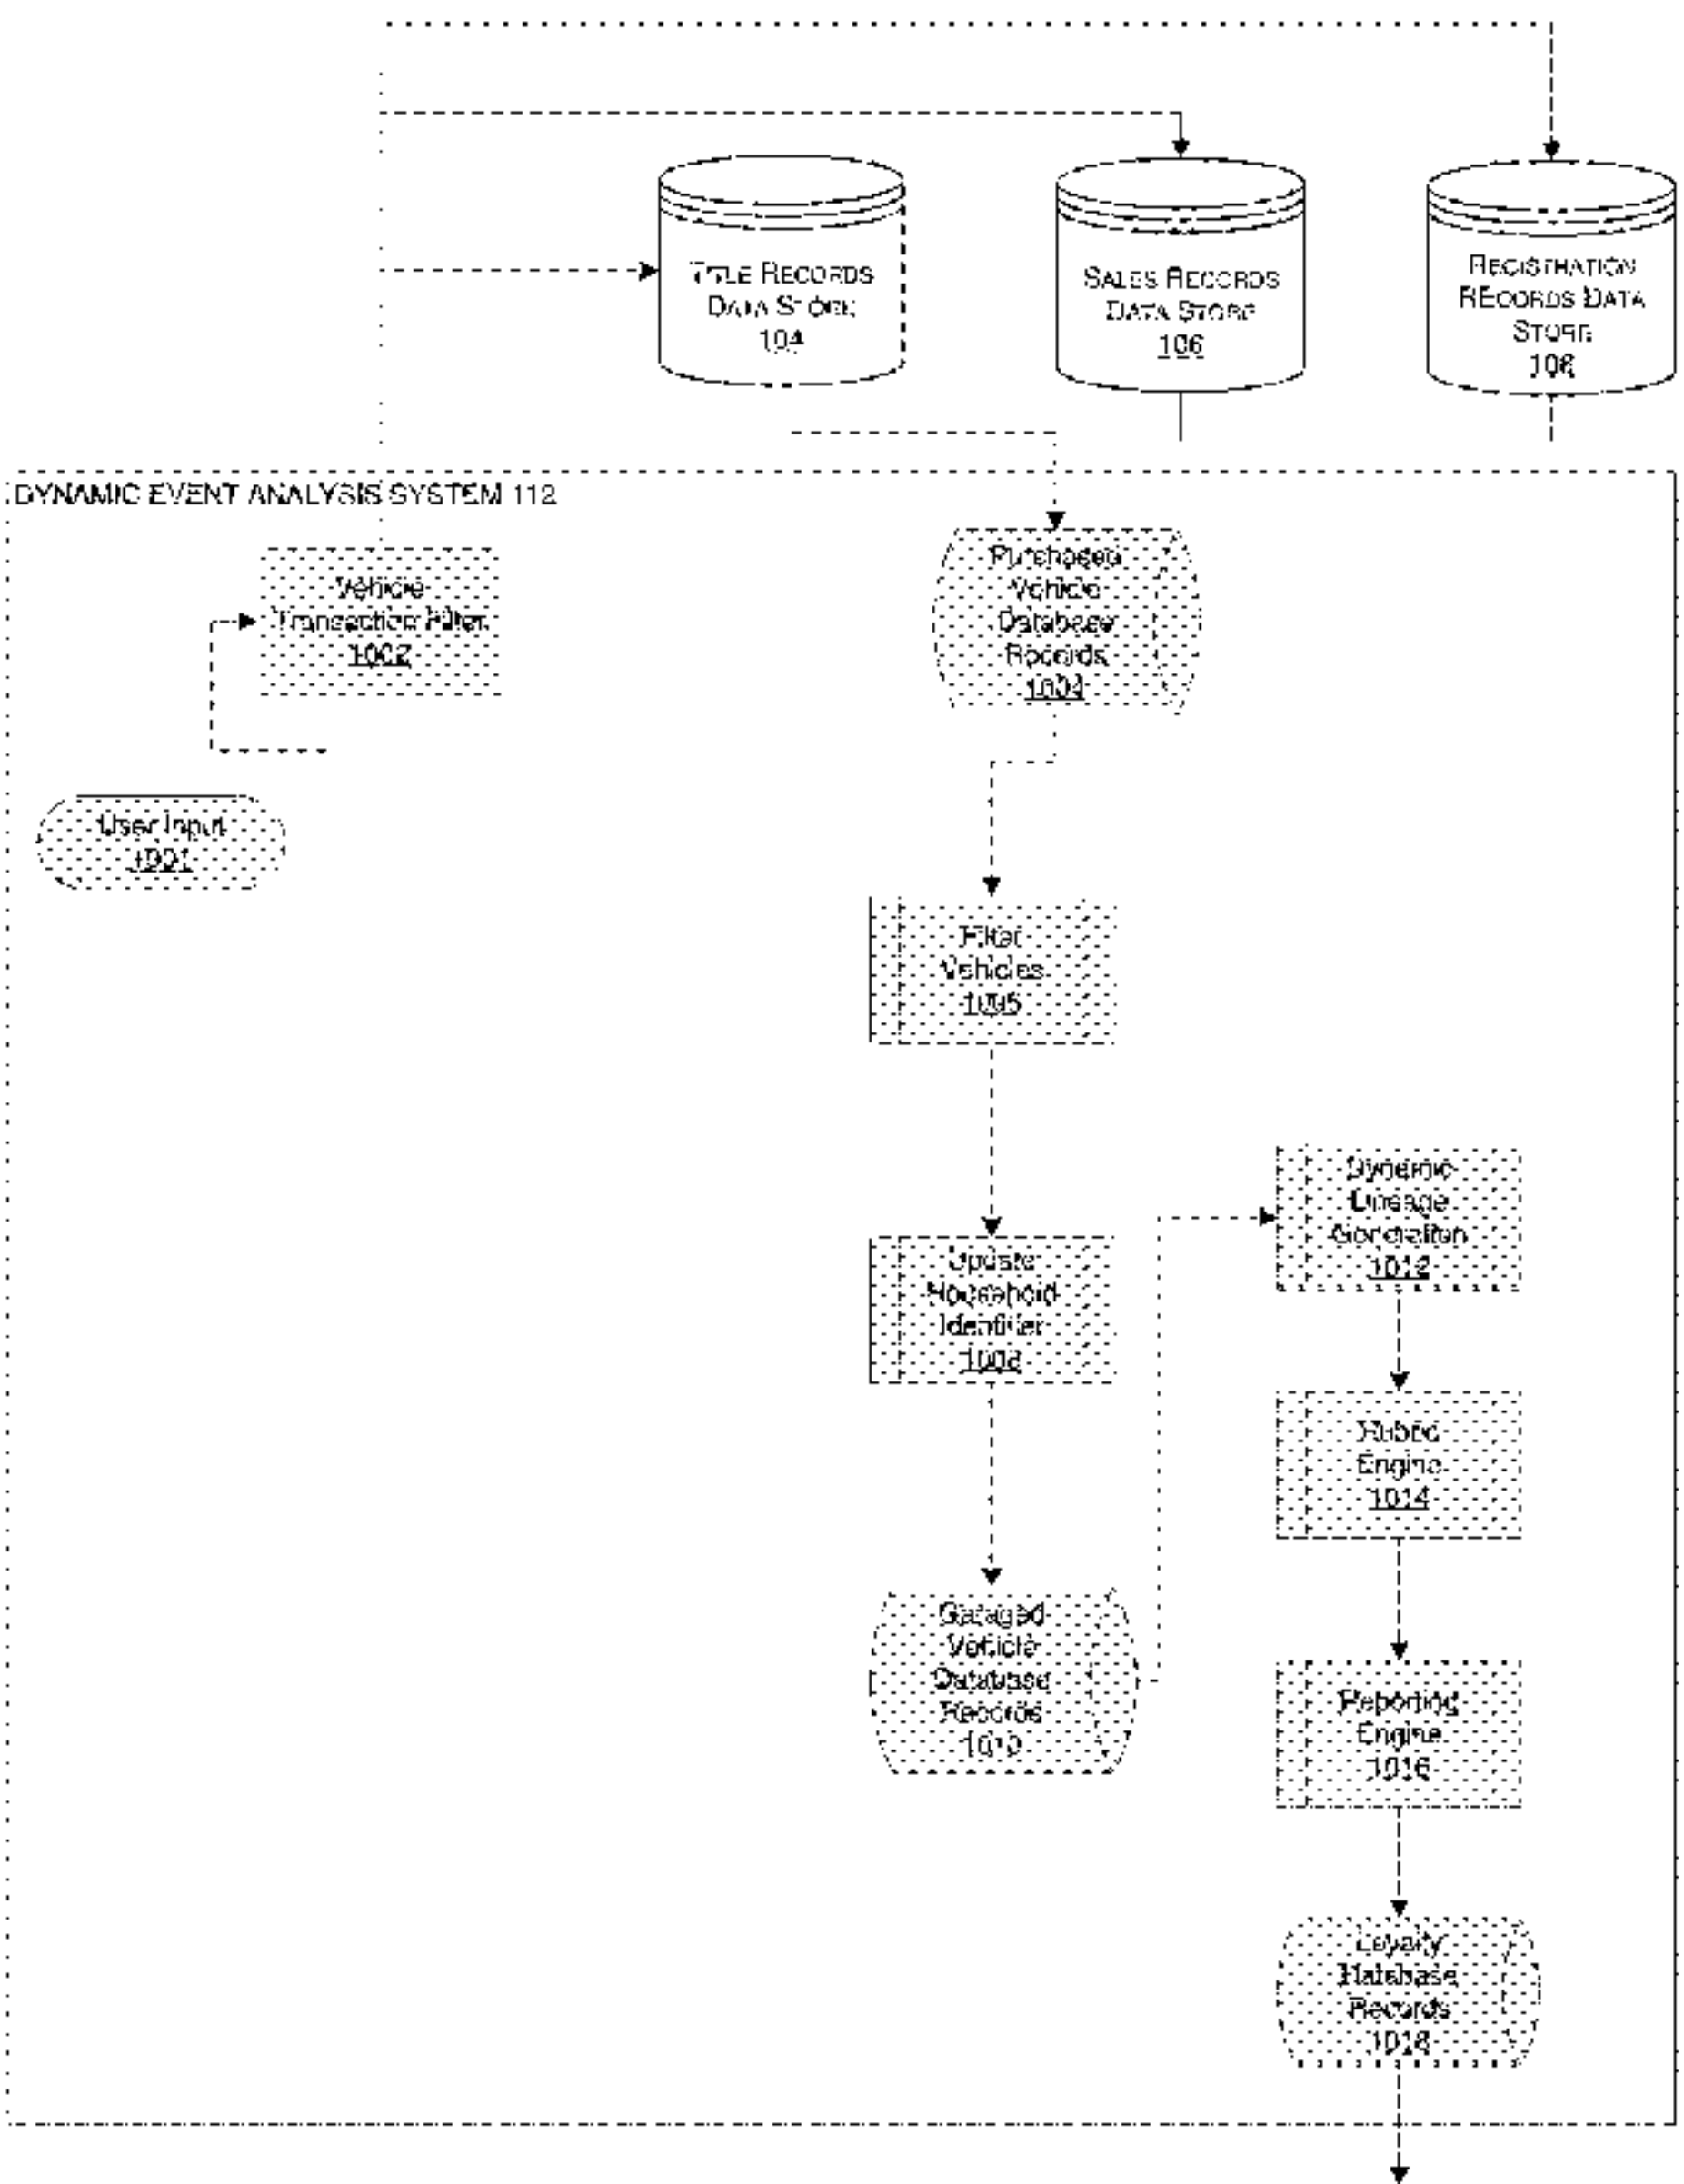 TITLE RECORDS
DATA STORE
104
SALES RECORDS
DATA STORE
106
REGISTRATION
RECORDS DATA
STORE
108
DYNAMIC EVENT ANALYSIS SYSTEM 112
Vehicle
Transaction Filter
1002
Purchased
Vehicle
Database
Records
1004
User Input
1001
Filter
Vehicles
Update
Household
Identifier
1008
Garaged
Vehicle
Database
Records
1010
Dynamic
Lineage
Generation
1012
Rubric
Engine
1014
Reporting
Engine
1016
Loyalty
Database
Records
1018